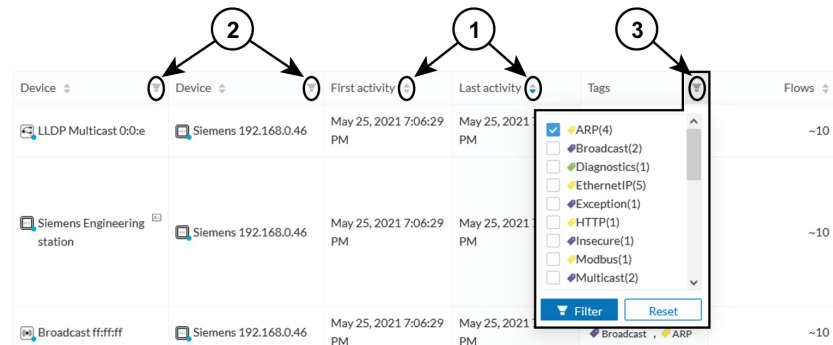 2 1 3
Device Device First activity Last activity Tags Flows
LLDP Multicast 0:0:e Siemens 192.168.0.46 May 25, 2021 7:06:29 PM May 25, 2021 PM ~10
ARP(4)
Broadcast(2)
Diagnostics(1)
EthernetIP(5)
Exception(1)
Siemens Engineering station A1 Siemens 192.168.0.46 May 25, 2021 7:06:29 PM May 25, 2021 PM ~10
HTTP(1)
Insecure(1)
Modbus(1)
Multicast(2)
Filter Reset
Broadcast ff:ff:ff Siemens 192.168.0.46 May 25, 2021 7:06:29 PM May 25, 2021 PM Broadcast , ARP ~10